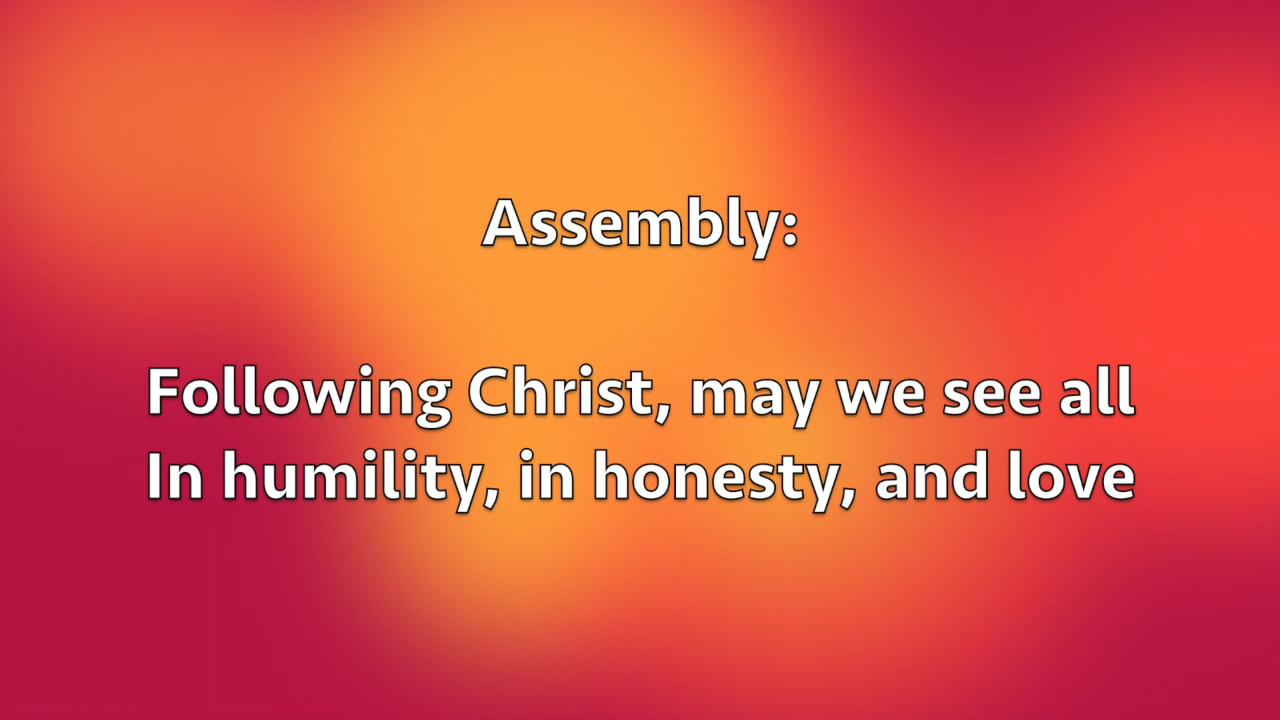 Assembly:
Following Christ, may we see all
In humility, in honesty, and love